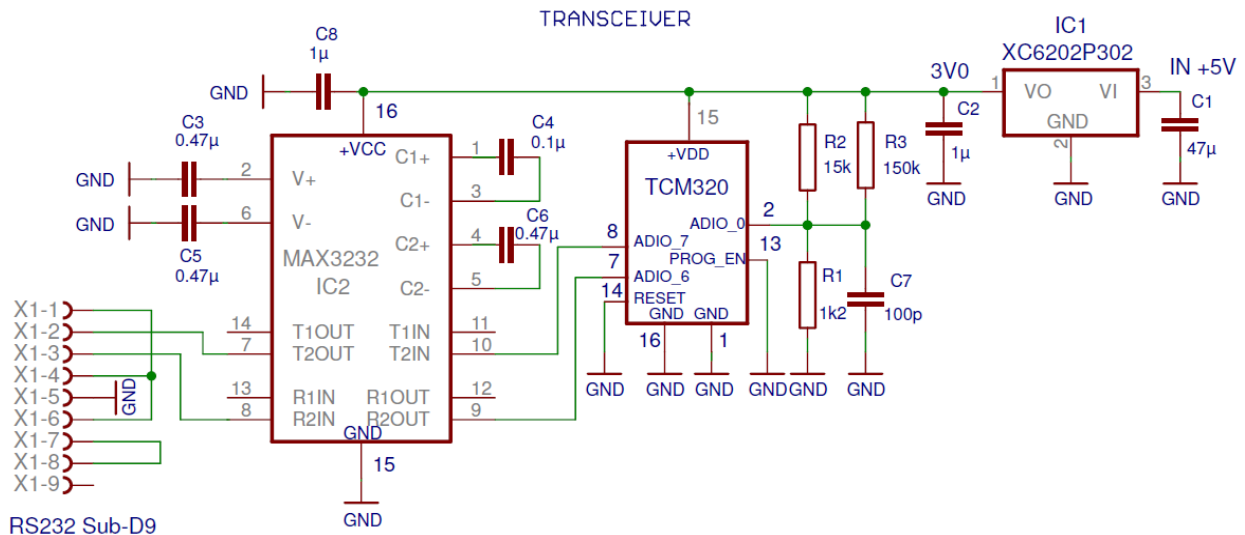 TRANSCEIVER
C8
1µ
GND
16
+VCC
C3
0.47µ
GND
2
V+
GND
6
V-
C5
0.47µ
MAX3232
IC2
C1+
1
C4
0.1µ
C1-
3
C2+
4
C6
0.47µ
C2-
5
14
T1OUT
T1IN
11
7
T2OUT
T2IN
10
13
R1IN
R1OUT
12
8
R2IN
R2OUT
9
GND
15
GND
X1-1
X1-2
X1-3
X1-4
X1-5
X1-6
X1-7
X1-8
X1-9
GND
RS232 Sub-D9
15
+VDD
TCM320
ADIO_0
2
8
ADIO_7
PROG_EN
13
7
ADIO_6
14
RESET
GND
GND
16
1
GND
GND
GND
GND
GND
GND
R2
15k
R3
150k
R1
1k2
C7
100p
3V0
C2
1µ
GND
IC1
XC6202P302
1
VO
VI
3
GND
2
GND
IN +5V
C1
47µ
GND